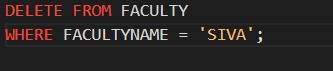 DELETE FROM FACULTY
WHERE FACULTYNAME = 'SIVA';